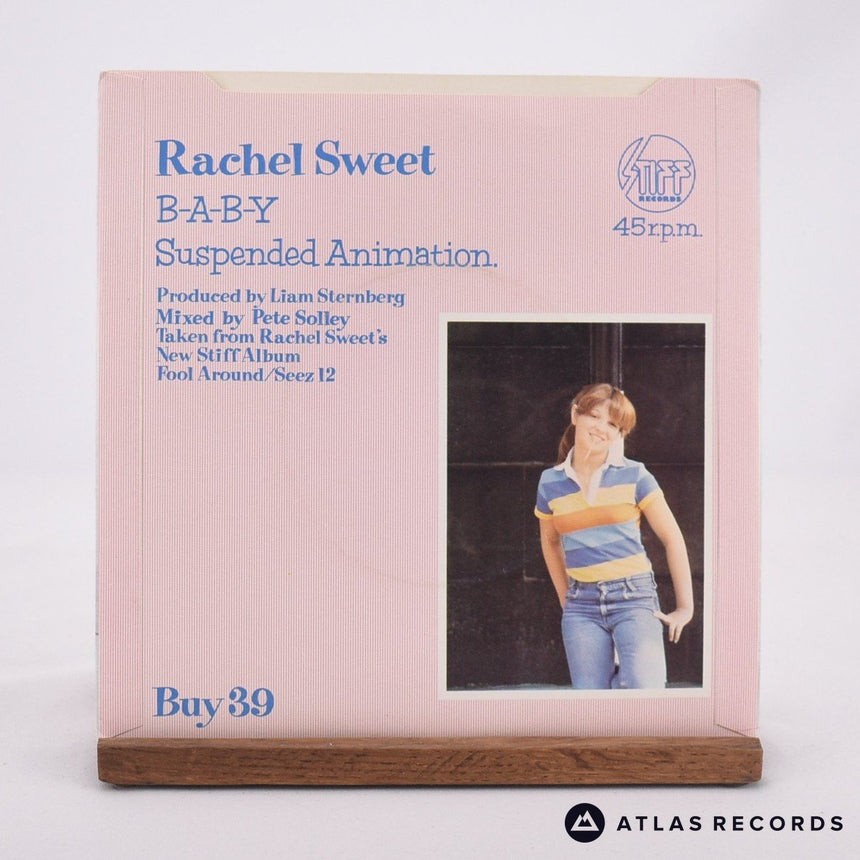 Rachel Sweet
B-A-B-Y
Suspended Animation.
Produced by Liam Sternberg
Mixed by Pete Solley
Taken from Rachel Sweet's
New Stiff Album
Fool Around/Seez 12
STIFF
RECORDS
45 r.p.m.
Buy 39
ATLAS RECORDS